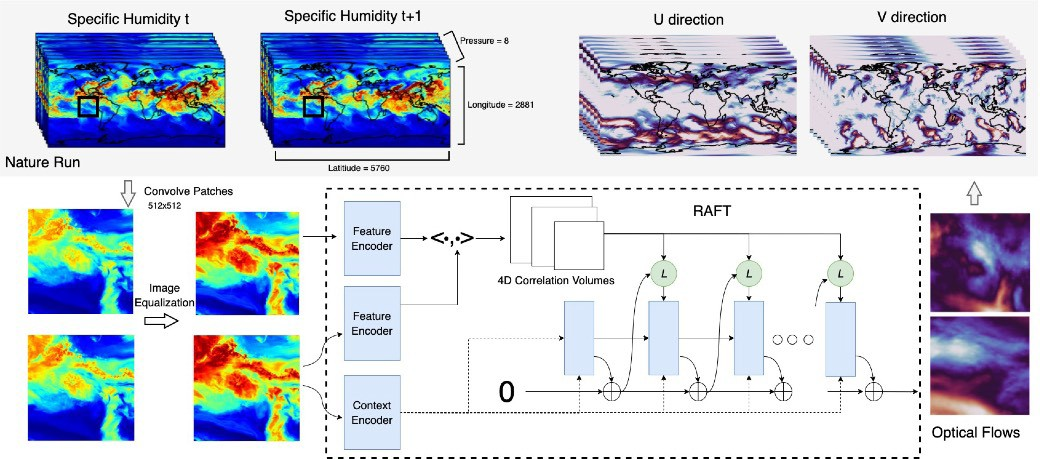 Specific Humidity t
Specific Humidity t+1
U direction
V direction
Pressure = 8
Longitude = 2881
Latitiude = 5760
Nature Run
Convolve Patches
512x512
Image
Equalization
RAFT
Feature
Encoder
<·,·>
4D Correlation Volumes
L
L
L
Feature
Encoder
0
Context
Encoder
Optical Flows